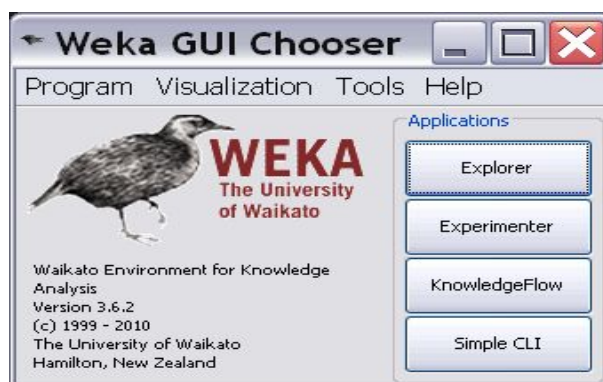 Weka GUI Chooser
Program Visualization Tools Help
WEKA
The University
of Waikato
Waikato Environment for Knowledge
Analysis
Version 3.6.2
(c) 1999 - 2010
The University of Waikato
Hamilton, New Zealand
Applications
Explorer
Experimenter
KnowledgeFlow
Simple CLI